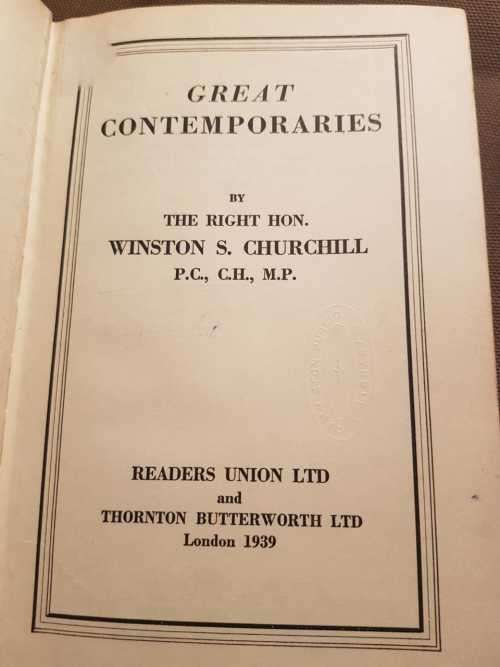 GREAT
CONTEMPORARIES
BY
THE RIGHT HON.
WINSTON S. CHURCHILL
P.C., C.H., M.P.
READERS UNION LTD
and
THORNTON BUTTERWORTH LTD
London 1939